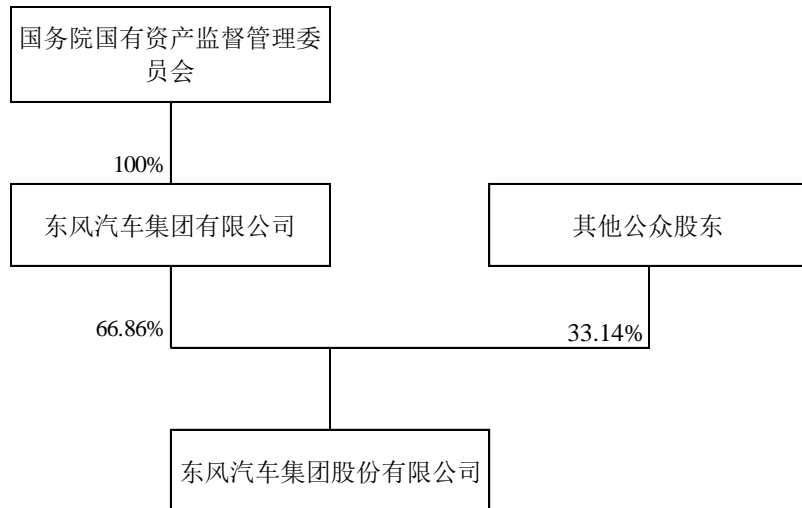 国务院国有资产监督管理委
员会
100%
东风汽车集团有限公司
其他公众股东
66.86%
33.14%
东风汽车集团股份有限公司